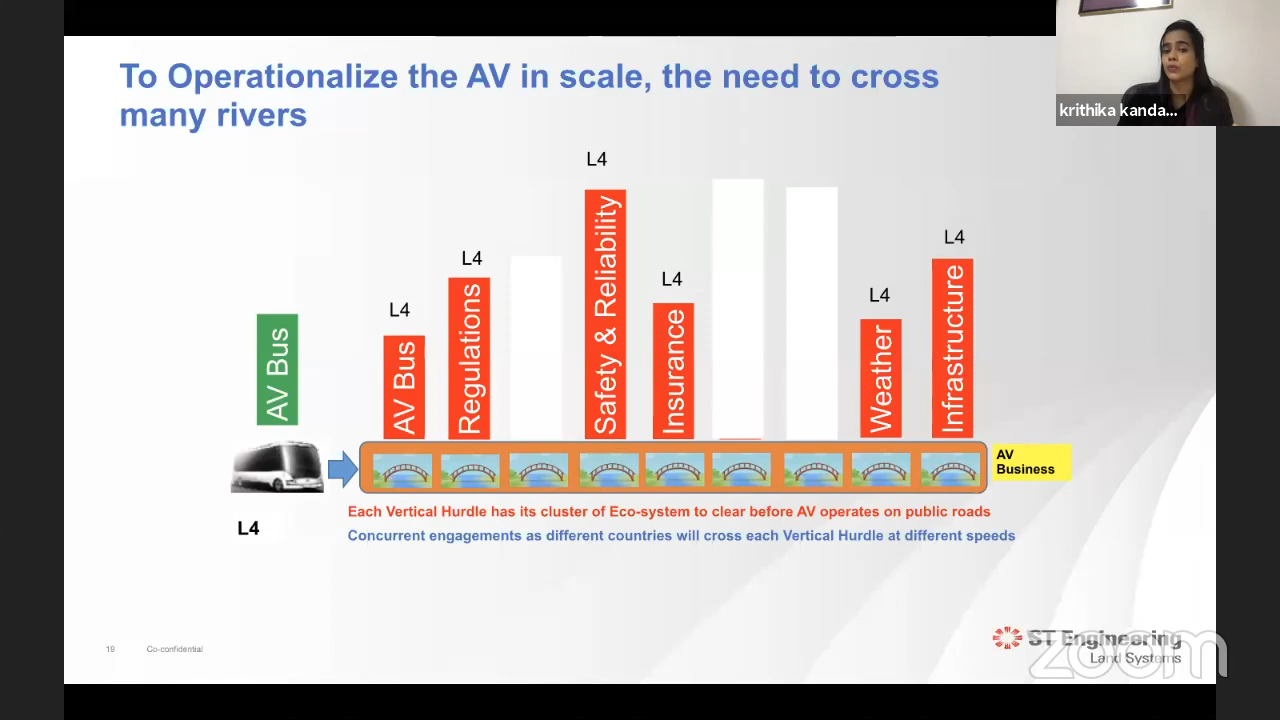 To Operationalize the AV in scale, the need to cross
many rivers
krithika kanda...
L4
L4
L4
L4
L4
L4
AV Bus
AV Bus
Regulations
Safety & Reliability
Insurance
Weather
Infrastructure
AV
Business
L4
Each Vertical Hurdle has its cluster of Eco-system to clear before AV operates on public roads
Concurrent engagements as different countries will cross each Vertical Hurdle at different speeds
19
Co-confidential
ST Engineering
Land Systems
zoom